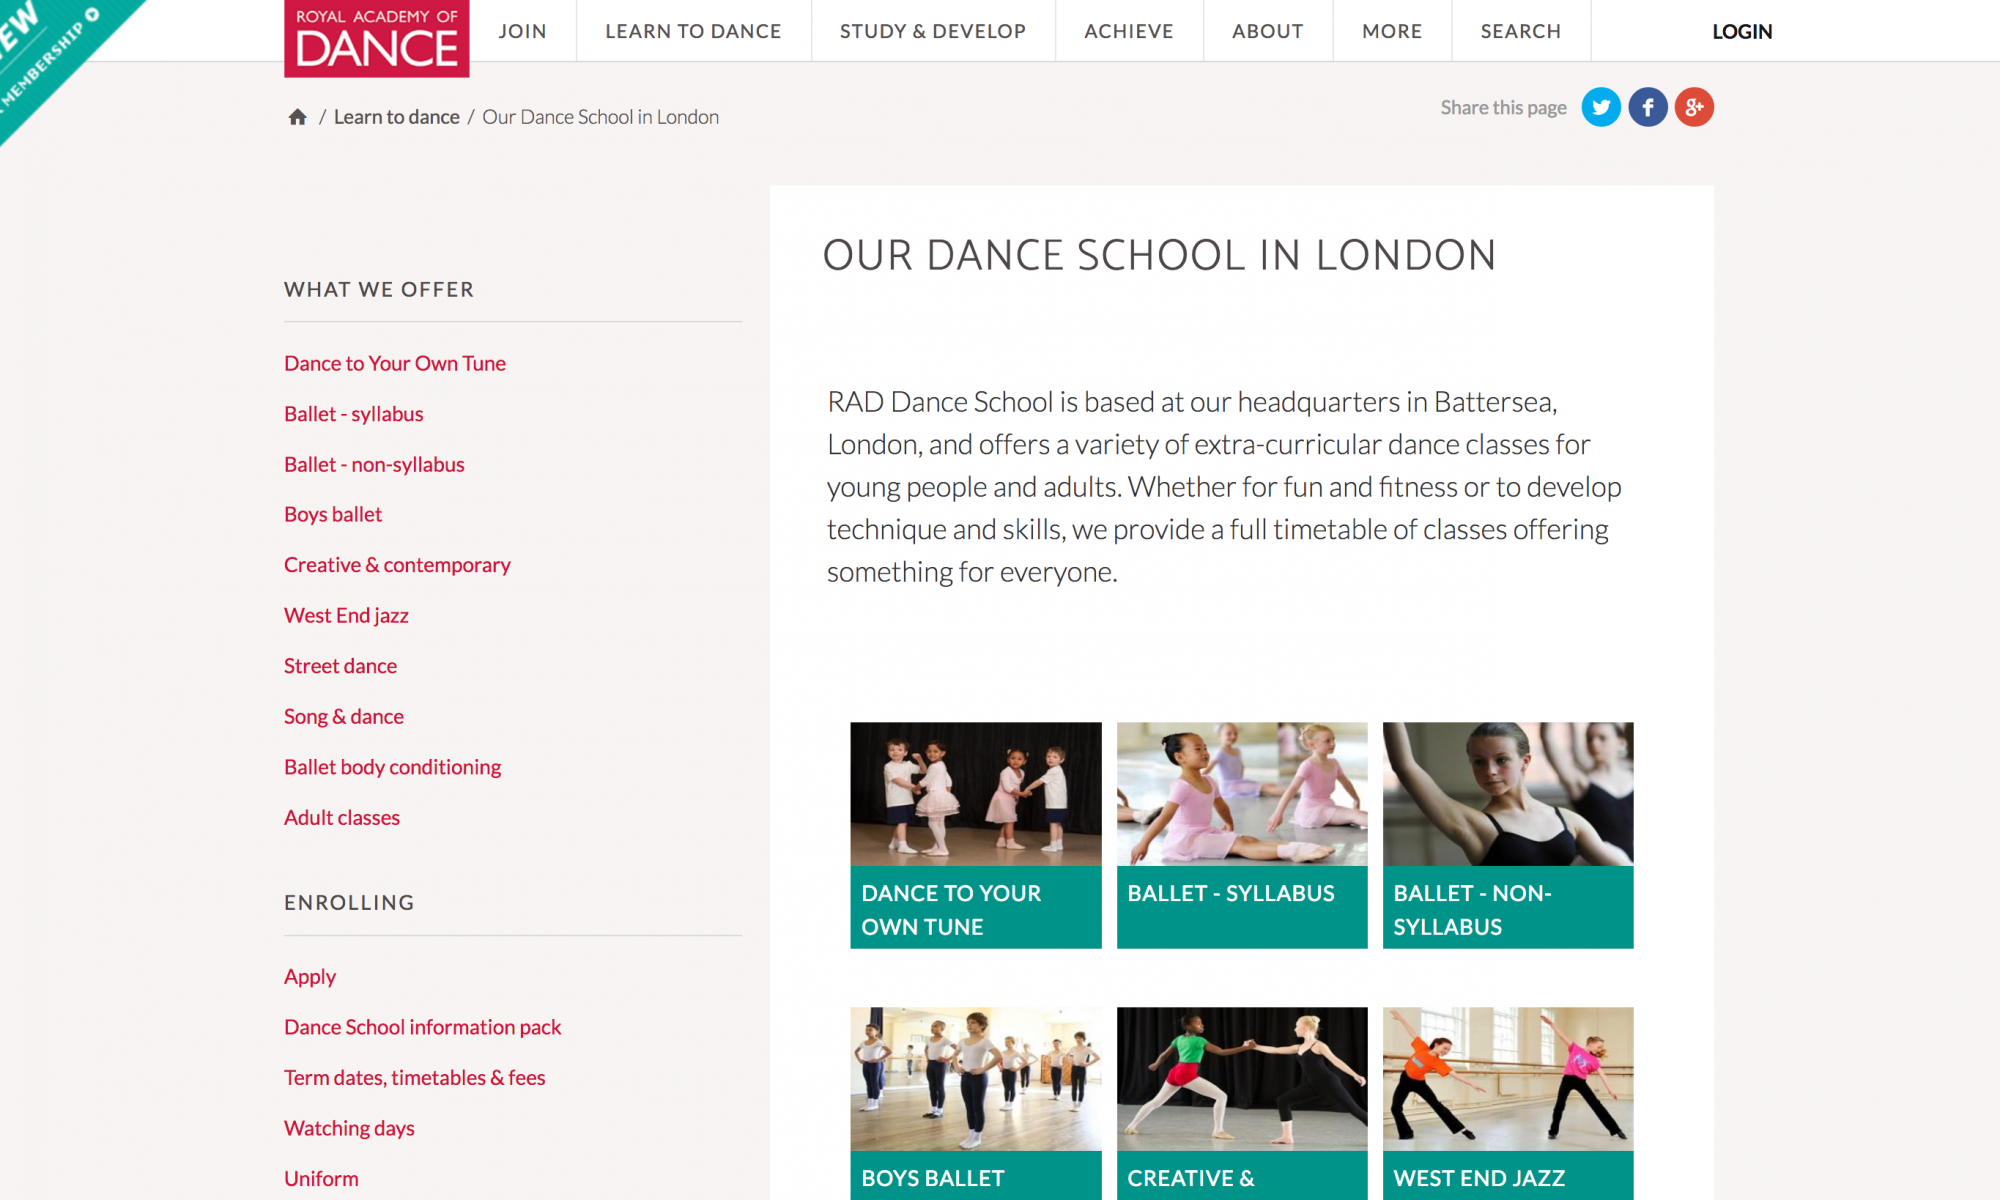 EW
MEMBERSHIP
ROYAL ACADEMY OF
DANCE
JOIN
LEARN TO DANCE
STUDY & DEVELOP
ACHIEVE
ABOUT
MORE
SEARCH
LOGIN
/ Learn to dance / Our Dance School in London
Share this page
WHAT WE OFFER
Dance to Your Own Tune
Ballet - syllabus
Ballet - non-syllabus
Boys ballet
Creative & contemporary
West End jazz
Street dance
Song & dance
Ballet body conditioning
Adult classes
ENROLLING
Apply
Dance School information pack
Term dates, timetables & fees
Watching days
Uniform
OUR DANCE SCHOOL IN LONDON
RAD Dance School is based at our headquarters in Battersea,
London, and offers a variety of extra-curricular dance classes for
young people and adults. Whether for fun and fitness or to develop
technique and skills, we provide a full timetable of classes offering
something for everyone.
DANCE TO YOUR
OWN TUNE
BALLET - SYLLABUS
BALLET - NON-
SYLLABUS
BOYS BALLET
CREATIVE &
WEST END JAZZ